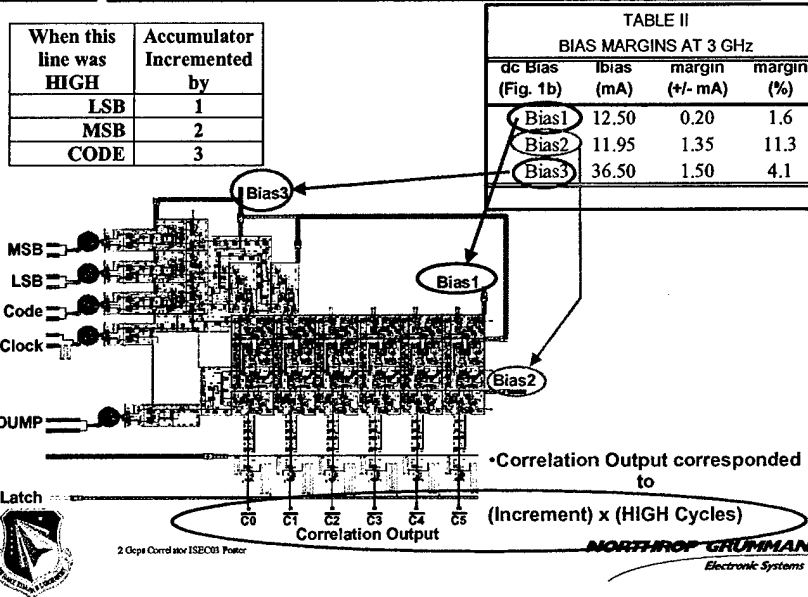 When this line was HIGH | Accumulator Incremented by
LSB | 1
MSB | 2
CODE | 3
TABLE II
BIAS MARGINS AT 3 GHz
dc Bias (Fig. 1b) | Ibias (mA) | margin (+/- mA) | margin (%)
Bias1 | 12.50 | 0.20 | 1.6
Bias2 | 11.95 | 1.35 | 11.3
Bias3 | 36.50 | 1.50 | 4.1
Bias3
Bias1
Bias2
MSB
LSB
Code
Clock
DUMP
Latch
C0 C1 C2 C3 C4 C5
Correlation Output
•Correlation Output corresponded
to
(Increment) x (HIGH Cycles)
2 Gcps Correlator ISEC03 Poster
NORTHROP GRUMMAN
Electronic Systems